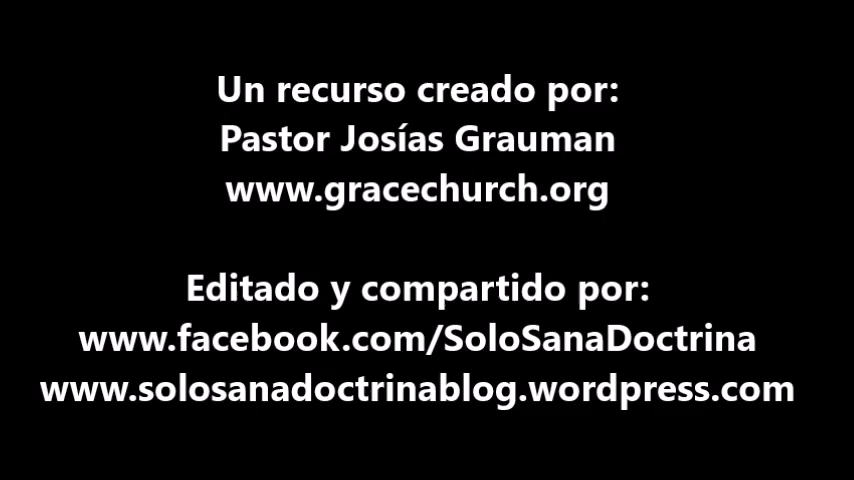 Un recurso creado por:
Pastor Josías Grauman
www.gracechurch.org
Editado y compartido por:
www.facebook.com/SoloSanaDoctrina
www.solosanadoctrinablog.wordpress.com